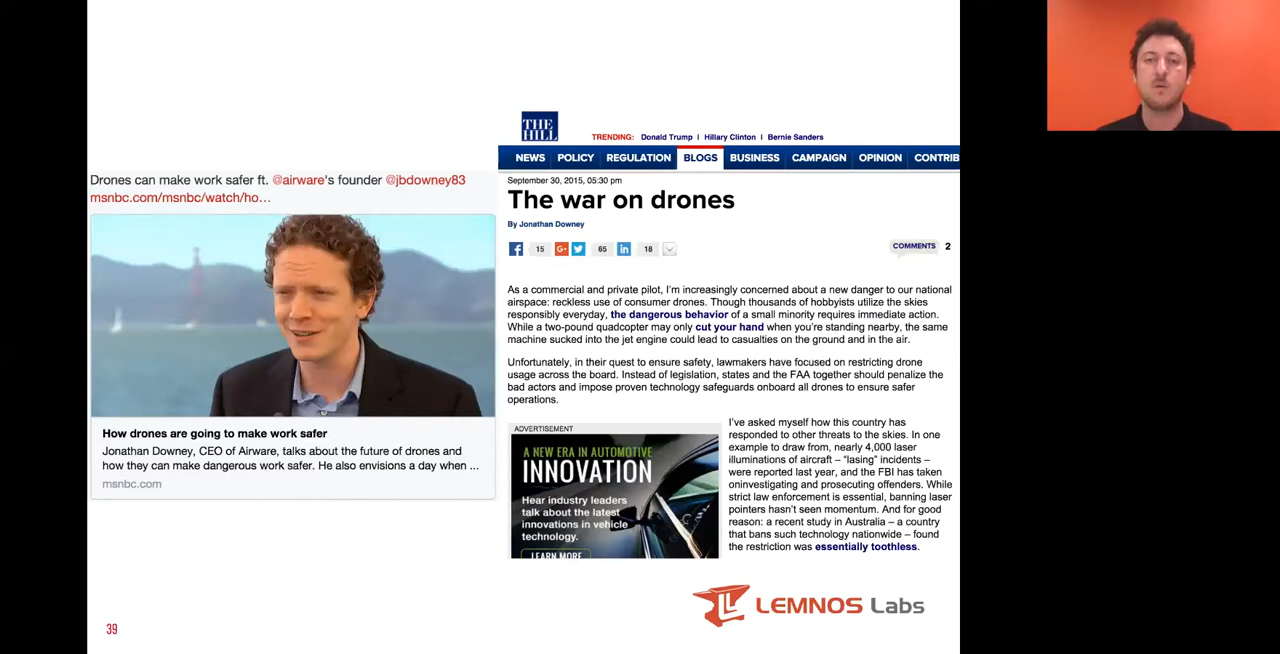 Drones can make work safer ft. @airware's founder @jbdowney83
msnbc.com/msnbc/watch/ho…
How drones are going to make work safer
Jonathan Downey, CEO of Airware, talks about the future of drones and
how they can make dangerous work safer. He also envisions a day when ...
msnbc.com
THE
HILL
TRENDING: Donald Trump | Hillary Clinton | Bernie Sanders
NEWS POLICY REGULATION BLOGS BUSINESS CAMPAIGN OPINION CONTRIB
September 30, 2015, 05:30 pm
The war on drones
By Jonathan Downey
f 15 G+ 65 in 18
COMMENTS 2
As a commercial and private pilot, I'm increasingly concerned about a new danger to our national
airspace: reckless use of consumer drones. Though thousands of hobbyists utilize the skies
responsibly everyday, the dangerous behavior of a small minority requires immediate action.
While a two-pound quadcopter may only cut your hand when you're standing nearby, the same
machine sucked into the jet engine could lead to casualties on the ground and in the air.
Unfortunately, in their quest to ensure safety, lawmakers have focused on restricting drone
usage across the board. Instead of legislation, states and the FAA together should penalize the
bad actors and impose proven technology safeguards onboard all drones to ensure safer
operations.
ADVERTISEMENT
A NEW ERA IN AUTOMOTIVE
INNOVATION
Hear industry leaders
talk about the latest
innovations in vehicle
technology.
LEARN MORE
I've asked myself how this country has
responded to other threats to the skies. In one
example to draw from, nearly 4,000 laser
illuminations of aircraft – “lasing” incidents –
were reported last year, and the FBI has taken
oninvestigating and prosecuting offenders. While
strict law enforcement is essential, banning laser
pointers hasn't seen momentum. And for good
reason: a recent study in Australia – a country
that bans such technology nationwide – found
the restriction was essentially toothless.
LEMNOS Labs
39